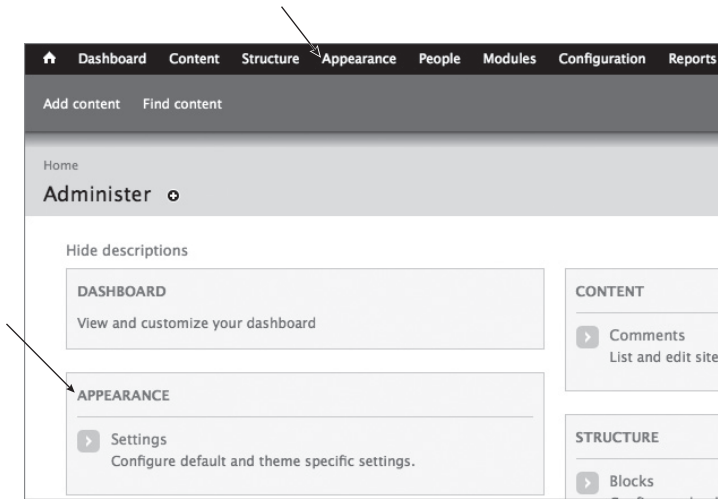 Dashboard Content Structure Appearance People Modules Configuration Reports
Add content Find content
Home
Administer
Hide descriptions
DASHBOARD
View and customize your dashboard
APPEARANCE
Settings
Configure default and theme specific settings.
CONTENT
Comments
List and edit site
STRUCTURE
Blocks